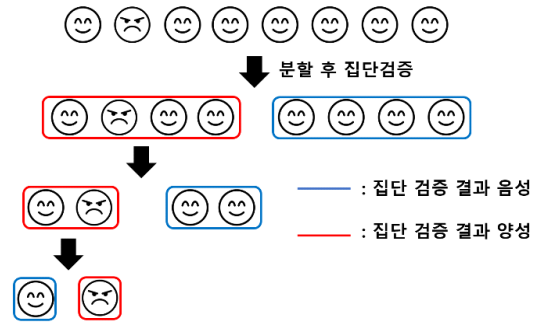 분할 후 집단검증
: 집단 검증 결과 음성
: 집단 검증 결과 양성